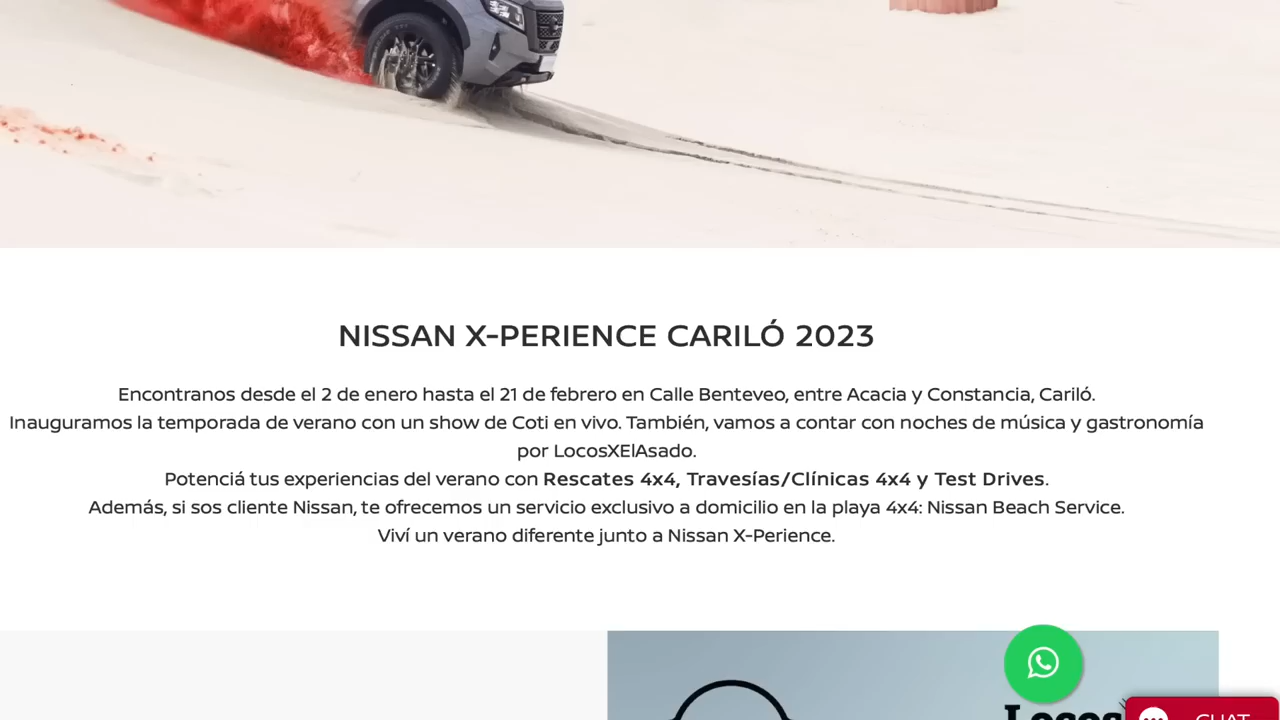 NISSAN X-PERIENCE CARILÓ 2023
Encontranos desde el 2 de enero hasta el 21 de febrero en Calle Benteveo, entre Acacia y Constancia, Cariló.
Inauguramos la temporada de verano con un show de Coti en vivo. También, vamos a contar con noches de música y gastronomía
por LocosXElAsado.
Potenciá tus experiencias del verano con Rescates 4x4, Travesías/Clínicas 4x4 y Test Drives.
Además, si sos cliente Nissan, te ofrecemos un servicio exclusivo a domicilio en la playa 4x4: Nissan Beach Service.
Viví un verano diferente junto a Nissan X-Perience.
Locos
CHAT